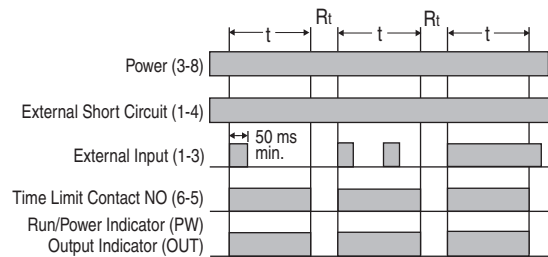 Rt Rt
t t t
Power (3-8)
External Short Circuit (1-4)
50 ms
min.
External Input (1-3)
Time Limit Contact NO (6-5)
Run/Power Indicator (PW)
Output Indicator (OUT)